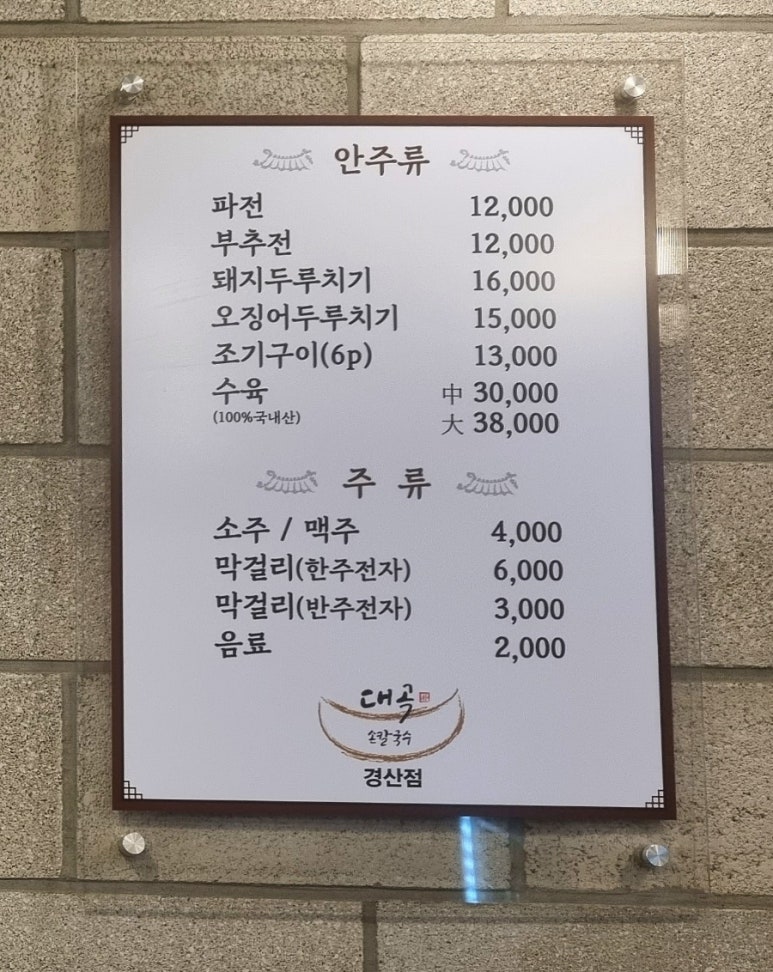 안주류
파전 12,000
부추전 12,000
돼지두루치기 16,000
오징어두루치기 15,000
조기구이(6p) 13,000
수육 中 30,000
(100%국내산) 大 38,000
주 류
소주 / 맥주 4,000
막걸리(한주전자) 6,000
막걸리(반주전자) 3,000
음료 2,000
대곡
손칼국수
경산점